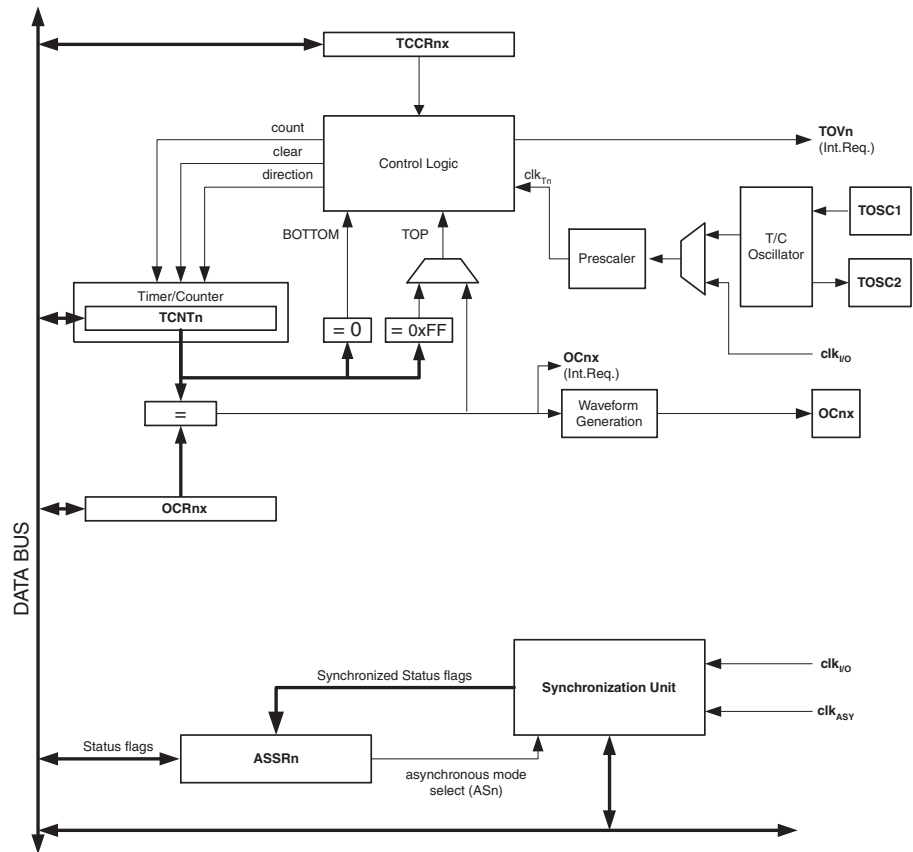 TCCRnx
count
clear
direction
Control Logic
TOVn
(Int.Req.)
clkTn
BOTTOM
TOP
TOSC1
T/C
Oscillator
Prescaler
TOSC2
Timer/Counter
TCNTn
= 0
= 0xFF
clkI/O
OCnx
(Int.Req.)
=
Waveform
Generation
OCnx
OCRnx
DATA BUS
Synchronized Status flags
Synchronization Unit
clkI/O
clkASY
Status flags
ASSRn
asynchronous mode
select (ASn)